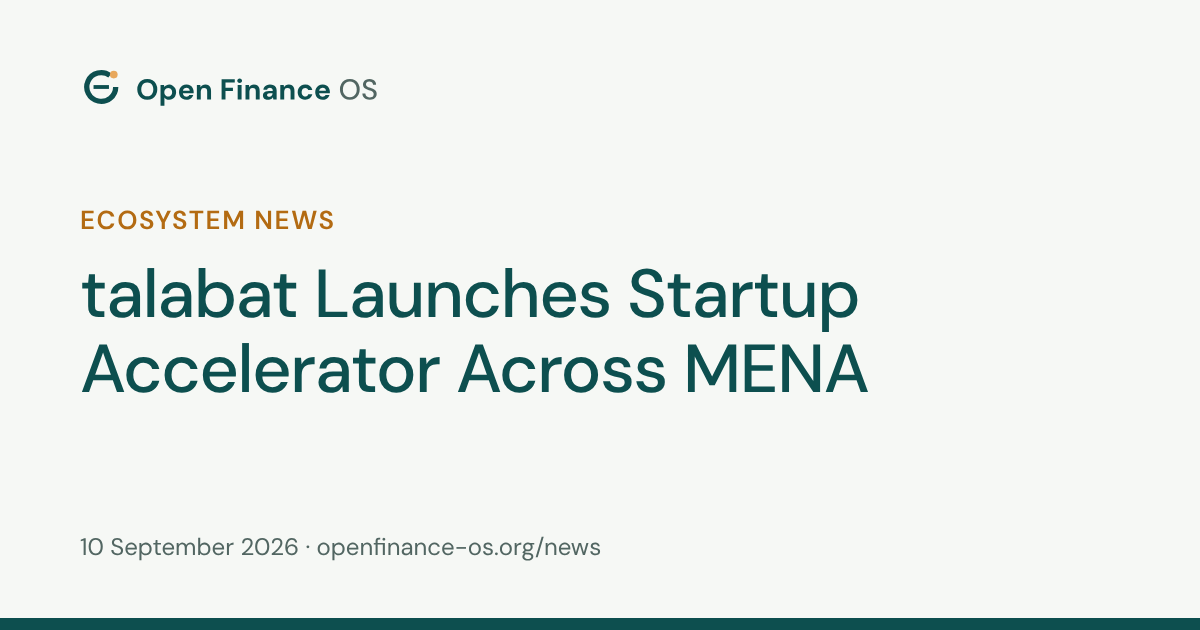 Open Finance OS
ECOSYSTEM NEWS
talabat Launches Startup
Accelerator Across MENA
10 September 2026 · openfinance-os.org/news